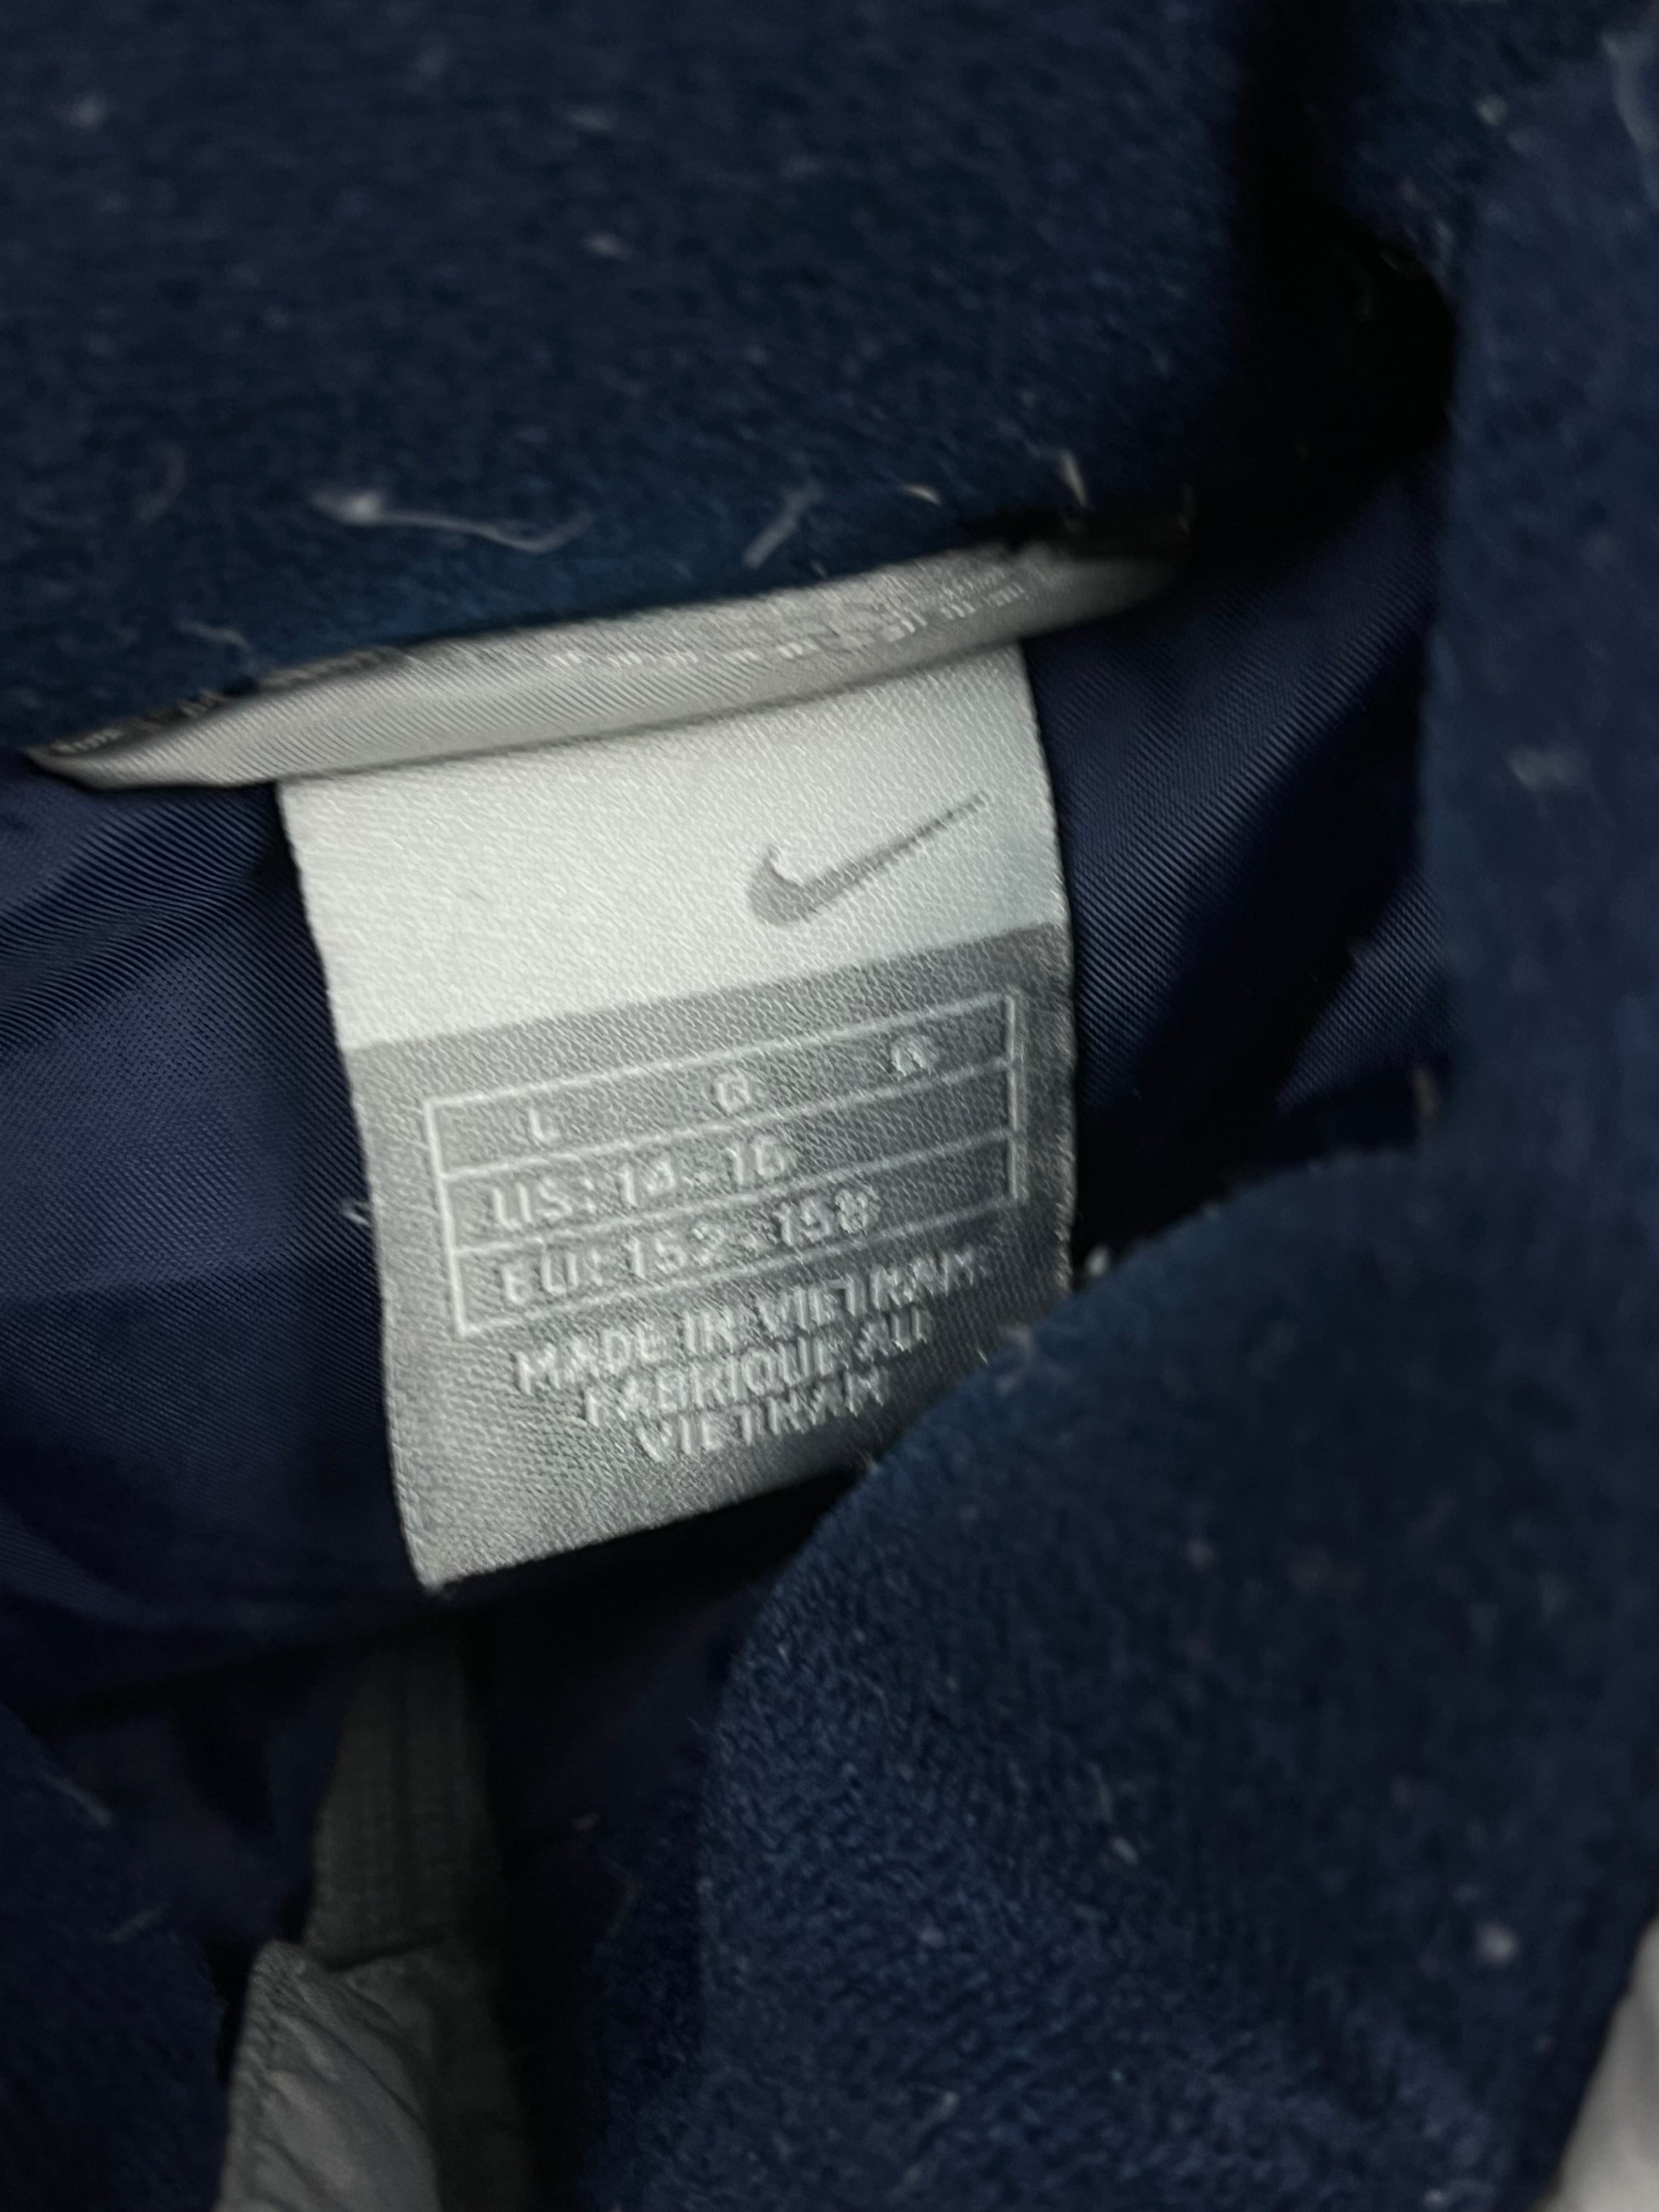 L G G
US: 14 - 16
EU: 152 - 158
MADE IN VIETNAM
FABRIQUE AU
VIETNAM